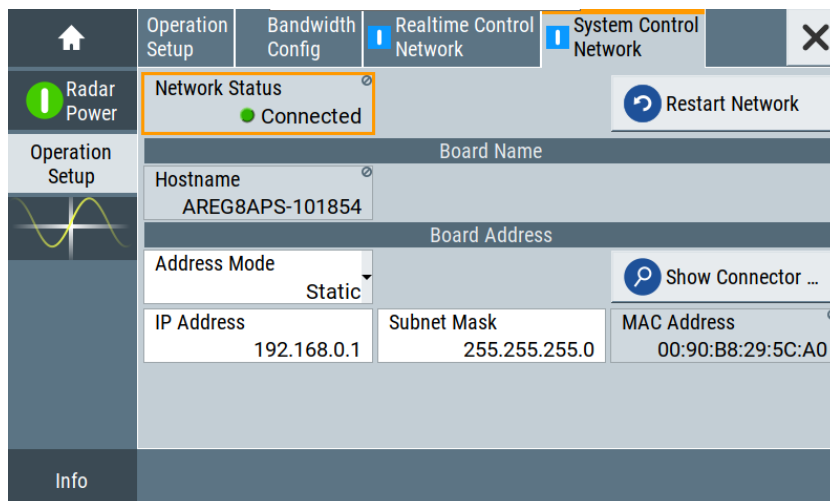 Operation
Setup
Bandwidth
Config
Realtime Control
Network
System Control
Network
Radar
Power
Network Status
Connected
Restart Network
Operation
Setup
Board Name
Hostname
AREG8APS-101854
Board Address
Address Mode
Static
Show Connector ...
IP Address
192.168.0.1
Subnet Mask
255.255.255.0
MAC Address
00:90:B8:29:5C:A0
Info